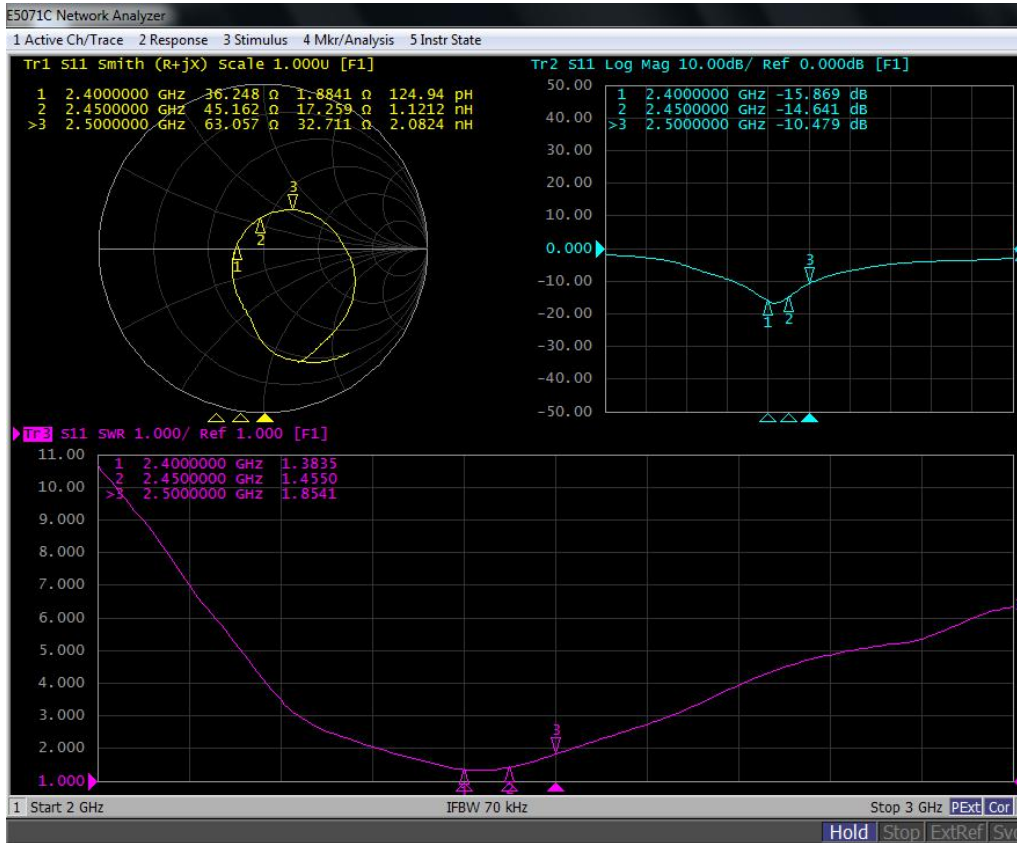 E5071C Network Analyzer
1 Active Ch/Trace 2 Response 3 Stimulus 4 Mkr/Analysis 5 Instr State
Tr1 S11 Smith (R+jX) Scale 1.000U [F1]
1 2.4000000 GHz 36.248 Ω 1.8841 Ω 124.94 pH
2 2.4500000 GHz 45.162 Ω 17.259 Ω 1.1212 nH
>3 2.5000000 GHz 63.057 Ω 32.711 Ω 2.0824 nH
3
2
1
Tr2 S11 Log Mag 10.00dB/ Ref 0.000dB [F1]
50.00
1 2.4000000 GHz -15.869 dB
2 2.4500000 GHz -14.641 dB
>3 2.5000000 GHz -10.479 dB
40.00
30.00
20.00
10.00
0.000
3
-10.00
-20.00
1 2
-30.00
-40.00
-50.00
Tr3 S11 SWR 1.000/ Ref 1.000 [F1]
11.00
1 2.4000000 GHz 1.3835
2 2.4500000 GHz 1.4550
>3 2.5000000 GHz 1.8541
10.00
9.000
8.000
7.000
6.000
5.000
4.000
3.000
3
2.000
1.000
1 Start 2 GHz IFBW 70 kHz Stop 3 GHz PExt Cor
Hold Stop ExtRef